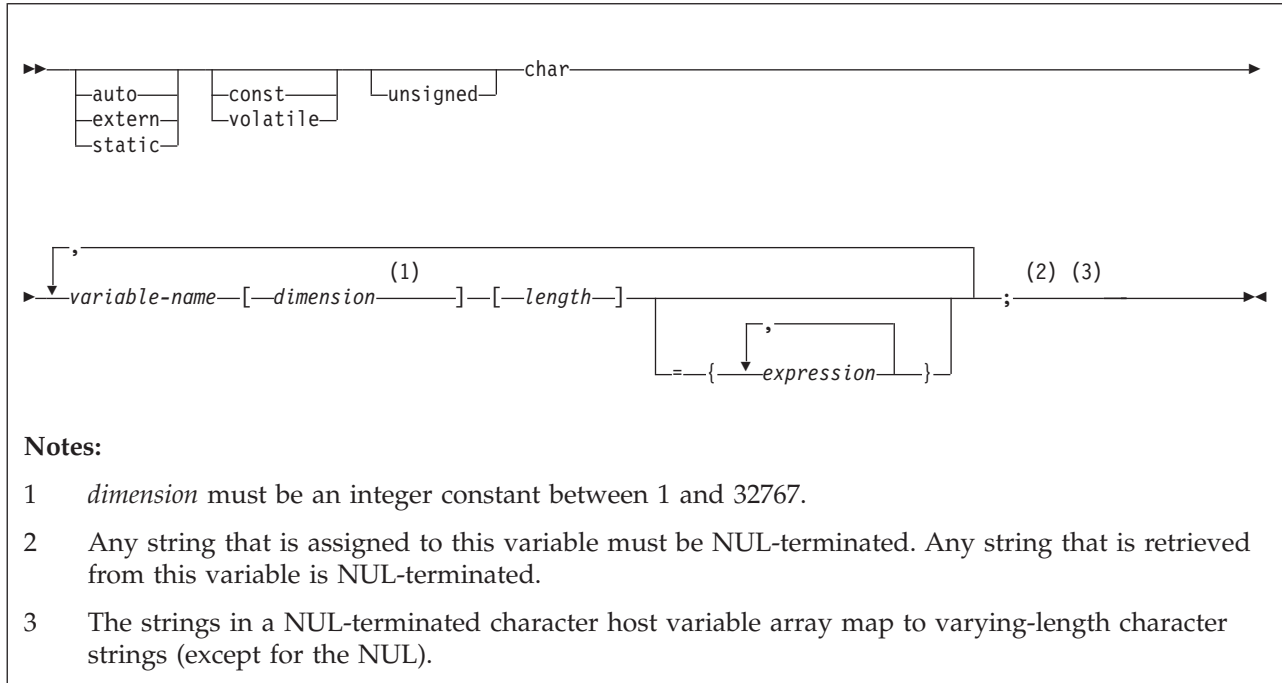 auto const unsigned char
extern volatile
static
,
variable-name [ dimension (1) ] [ length ] ; (2) (3)
,
= { expression }
Notes:
1 dimension must be an integer constant between 1 and 32767.
2 Any string that is assigned to this variable must be NUL-terminated. Any string that is retrieved
from this variable is NUL-terminated.
3 The strings in a NUL-terminated character host variable array map to varying-length character
strings (except for the NUL).